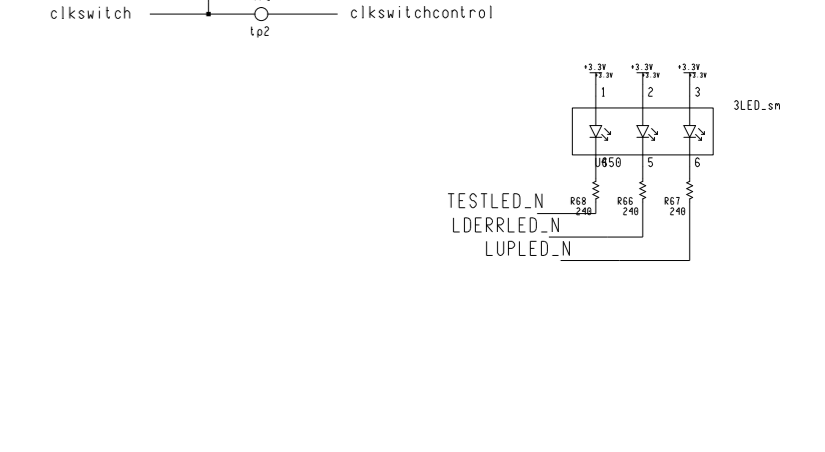 clkswitch clkswitchcontrol
tp2
+3.3V +3.3V +3.3V
+3.3V +3.3V +3.3V
1 2 3
3LED_sm
5 6
TESTLED_N R68 R66 R67
240 240 240
LDERRLED_N
LUPLED_N